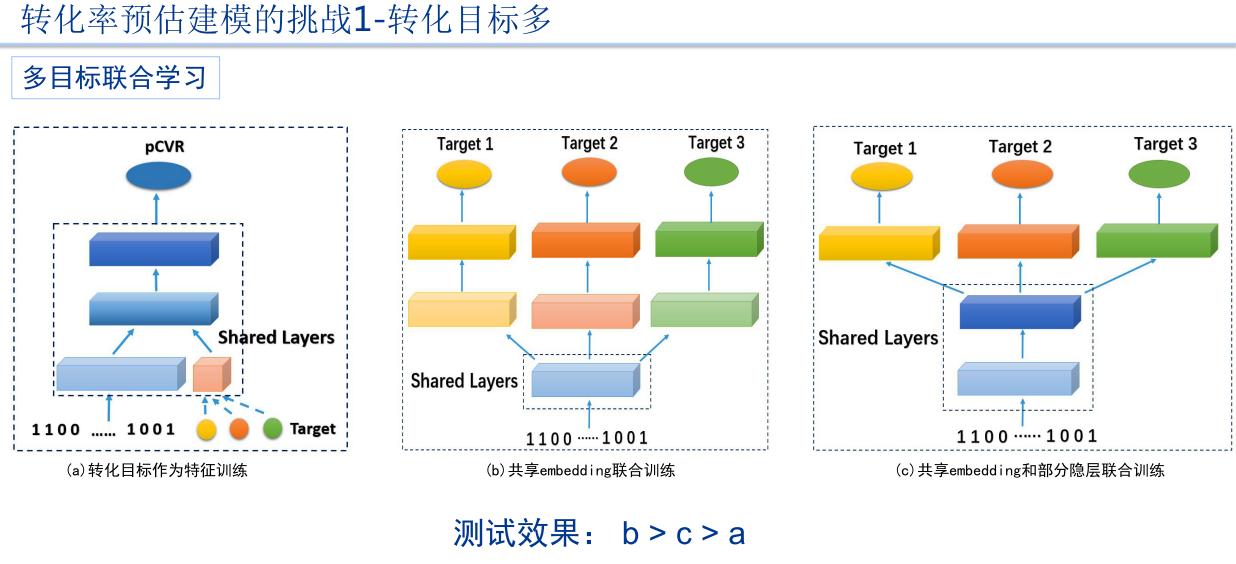 转化率预估建模的挑战1-转化目标多
多目标联合学习
pCVR
Shared Layers
1100 …… 1001
Target
(a)转化目标作为特征训练
Target 1
Target 2
Target 3
Shared Layers
1100 …… 1001
(b)共享embedding联合训练
Target 1
Target 2
Target 3
Shared Layers
1100 …… 1001
(c)共享embedding和部分隐层联合训练
测试效果： b > c > a